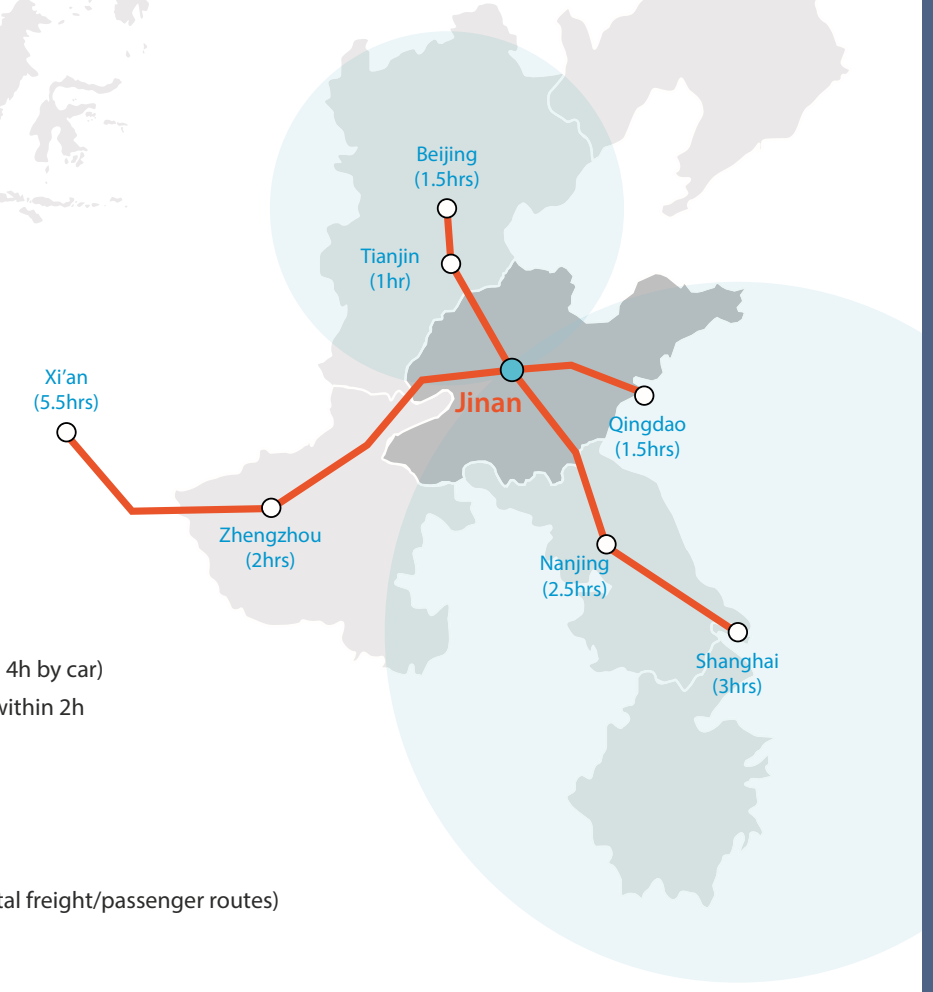 Beijing
(1.5hrs)
Tianjin
(1hr)
Xi'an
(5.5hrs)
Jinan
Qingdao
(1.5hrs)
Zhengzhou
(2hrs)
Nanjing
(2.5hrs)
Shanghai
(3hrs)
4h by car)
within 2h
tal freight/passenger routes)